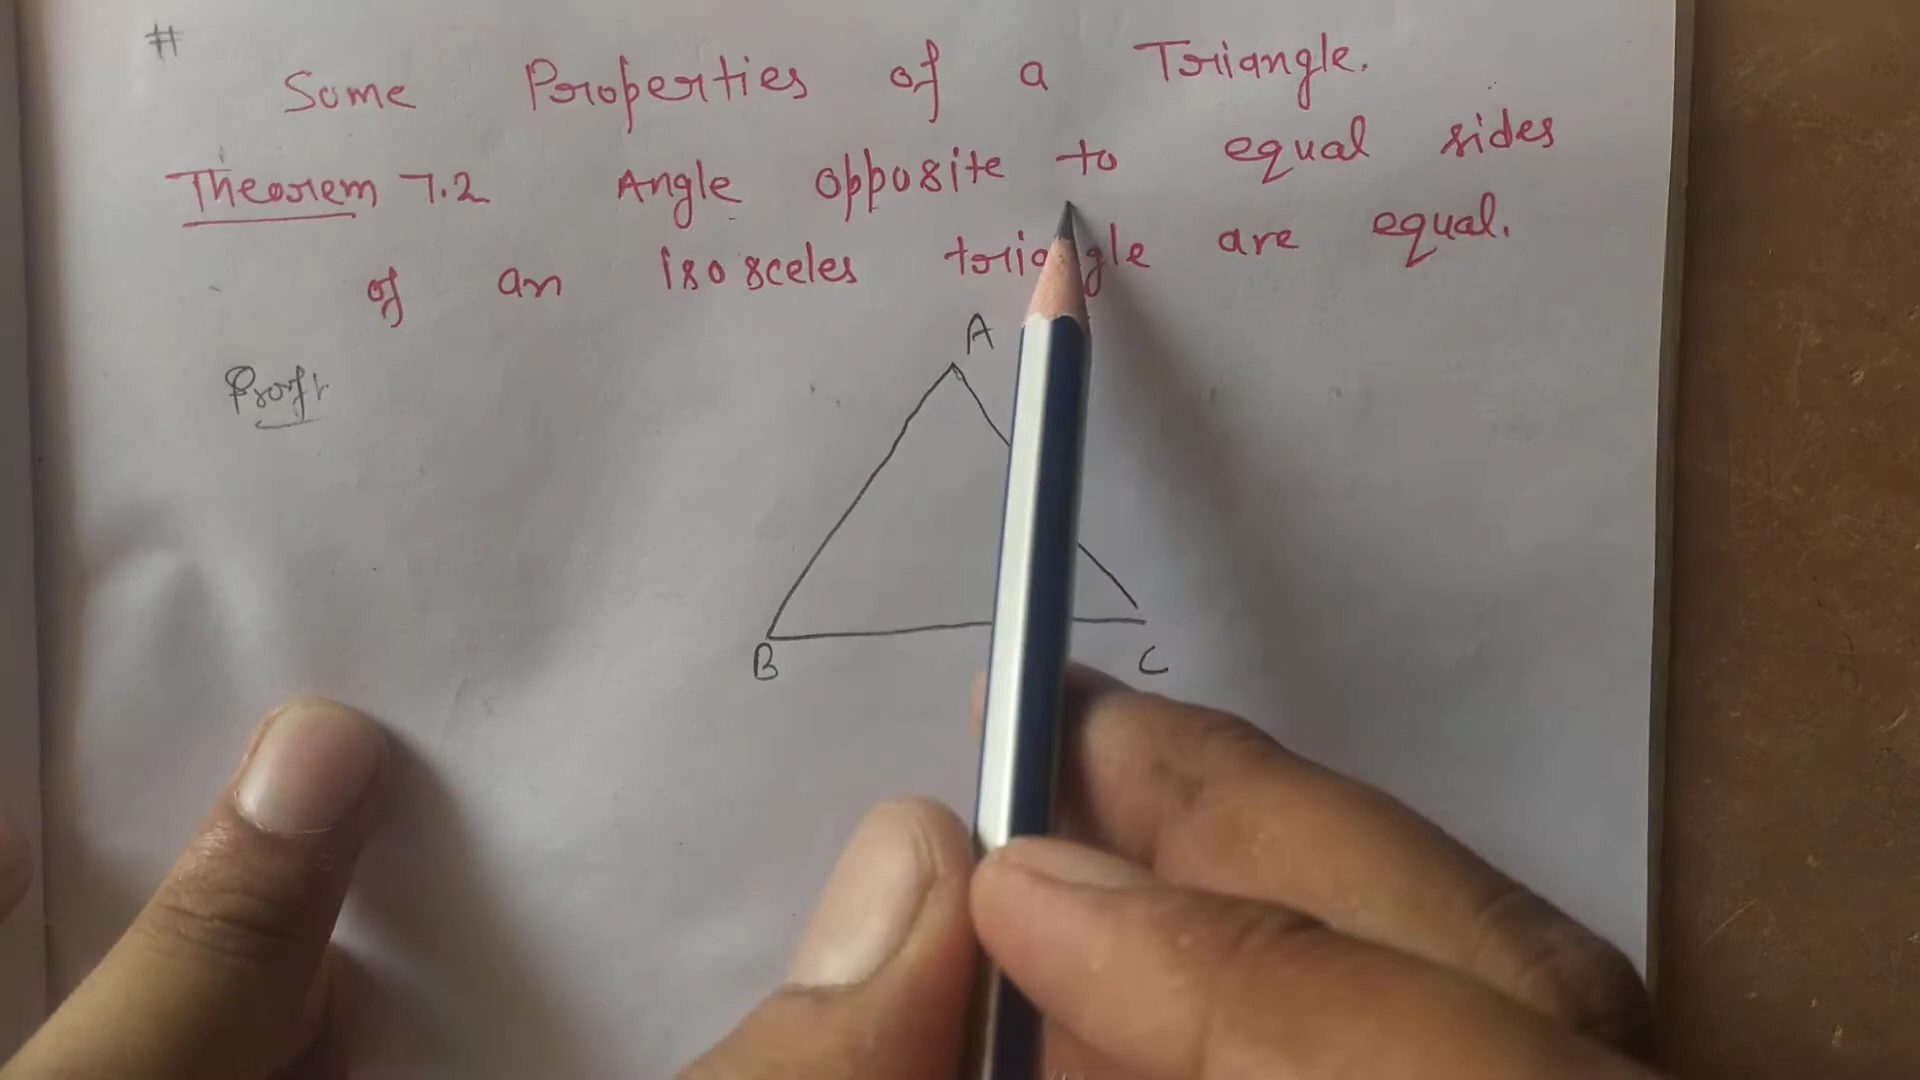 #
Some Properties of a Triangle.
Theorem 7.2 Angle opposite to equal sides
of an isosceles triangle are equal.
Proof:
A
B
C